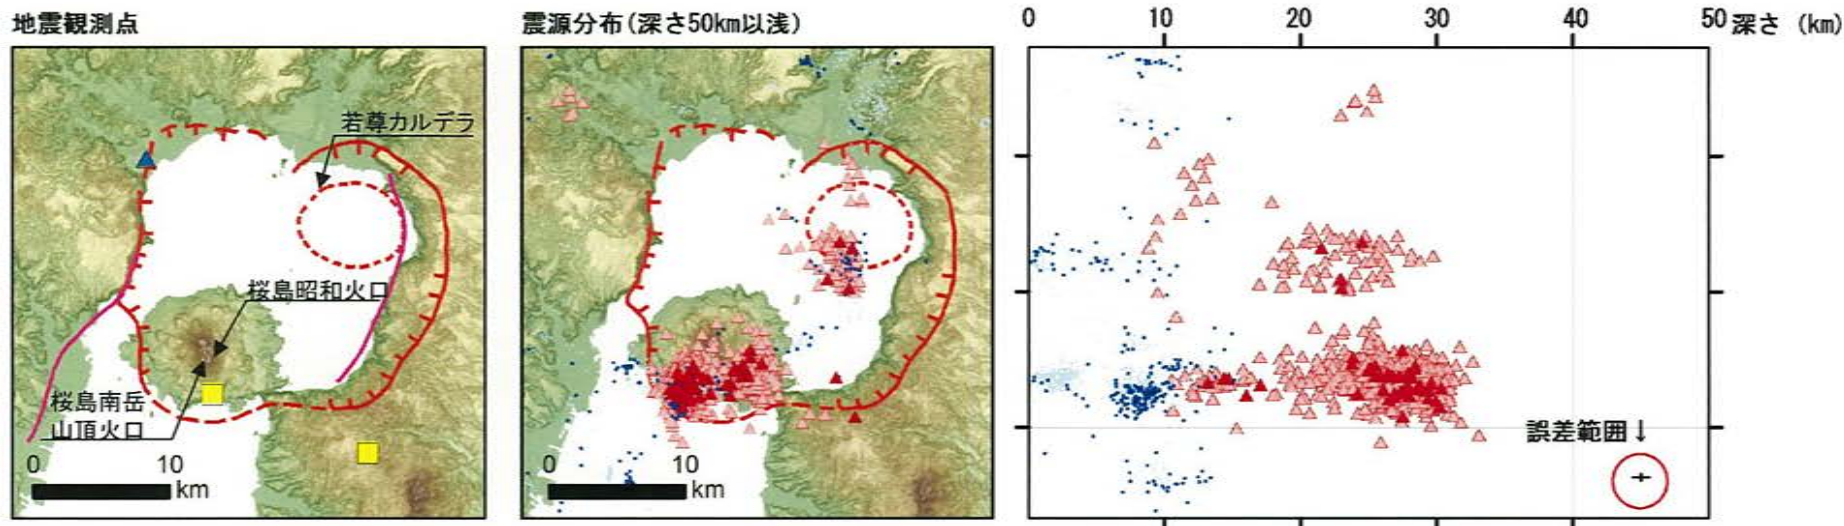 地震観測点
若尊カルデラ
桜島昭和火口
桜島南岳
山頂火口
0 10
km
震源分布(深さ50km以浅)
0 10
km
0 10 20 30 40 50 深さ (km)
誤差範囲↓